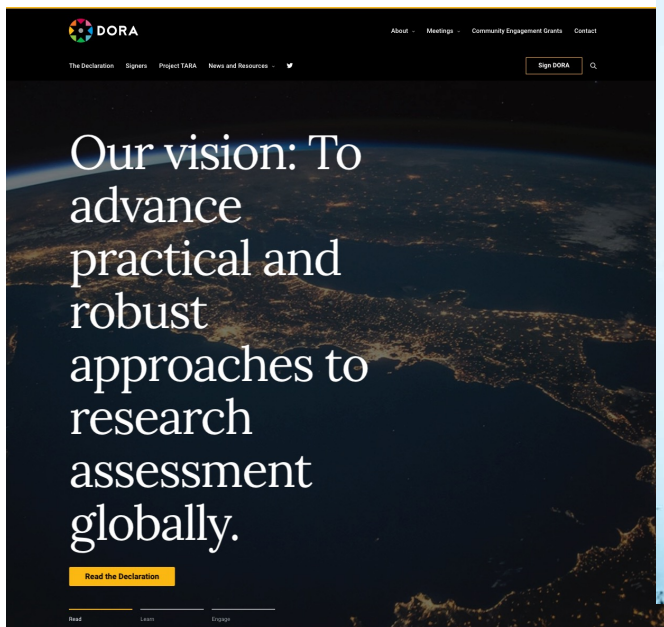 DORA
About Meetings Community Engagement Grants Contact
The Declaration Signers Project TARA News and Resources
Sign DORA
Our vision: To
advance
practical and
robust
approaches to
research
assessment
globally.
Read the Declaration
Read Learn Engage